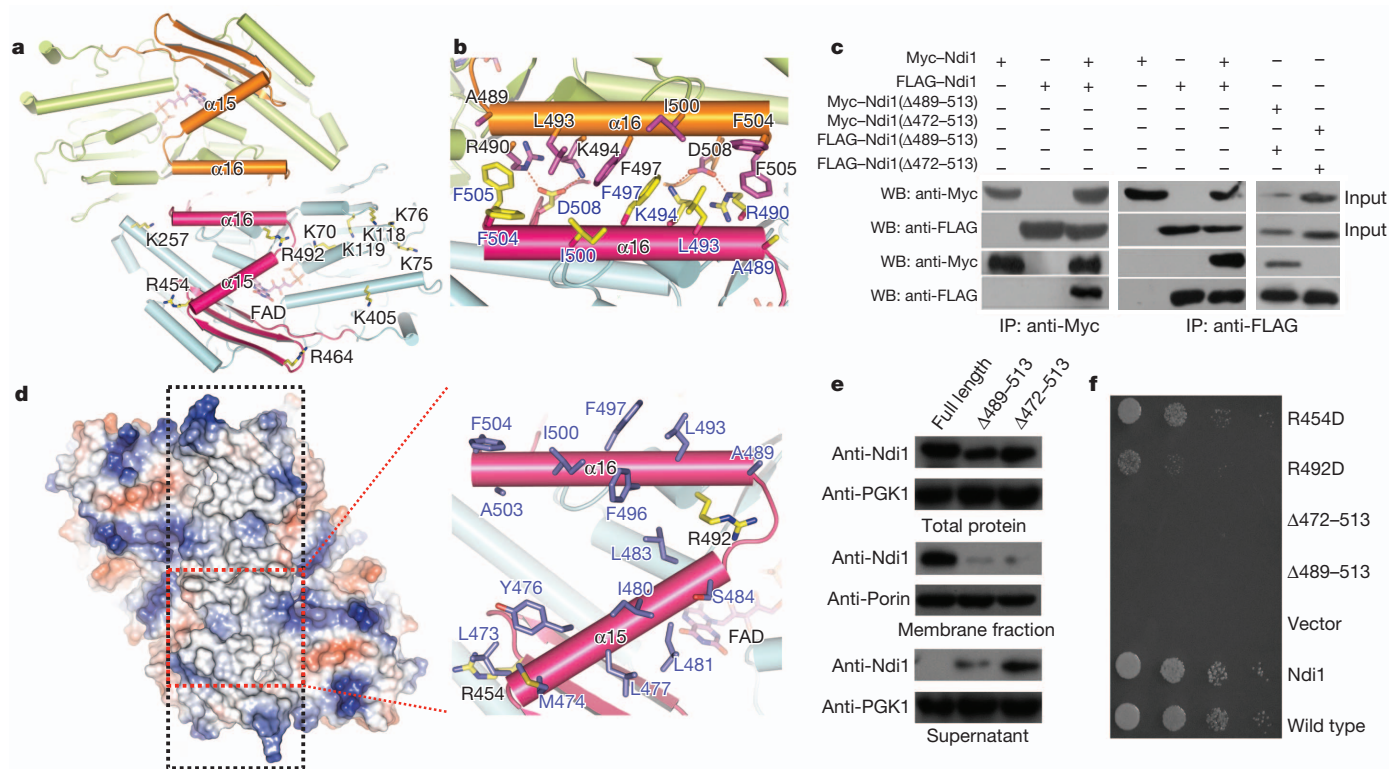 a
α15
α16
α16
K257
R492
K70
K119
K118
K76
K75
R454
α15
FAD
K405
R464
b
A489
L493
α16
I500
F504
R490
K494
F497
D508
F505
F505
D508
F497
K494
R490
F504
I500
α16
L493
A489
c
Myc–Ndi1 + – + + – + – –
FLAG–Ndi1 – + + – + + – –
Myc–Ndi1(Δ489–513) – – – – – – + –
Myc–Ndi1(Δ472–513) – – – – – – – +
FLAG–Ndi1(Δ489–513) – – – – – – + –
FLAG–Ndi1(Δ472–513) – – – – – – – +
WB: anti-Myc Input
WB: anti-FLAG Input
WB: anti-Myc
WB: anti-FLAG
IP: anti-Myc IP: anti-FLAG
d
F504
I500
F497
L493
α16
A489
A503
F496
R492
L483
Y476
I480
S484
α15
FAD
L473
L481
R454
M474
L477
e
Full length
Δ489–513
Δ472–513
Anti-Ndi1
Anti-PGK1
Total protein
Anti-Ndi1
Anti-Porin
Membrane fraction
Anti-Ndi1
Anti-PGK1
Supernatant
f
R454D
R492D
Δ472–513
Δ489–513
Vector
Ndi1
Wild type